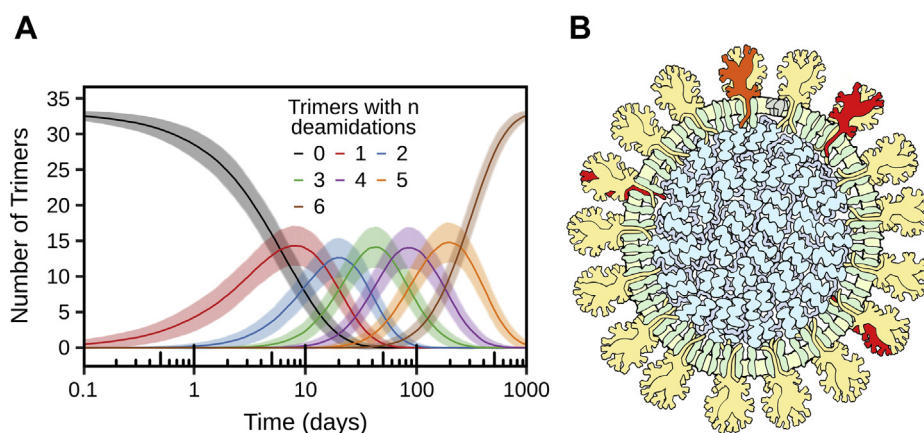 A
B
Number of Trimers
35
30
25
20
15
10
5
0
Trimers with n
deamidations
0 1 2
3 4 5
6
0.1 1 10 100 1000
Time (days)